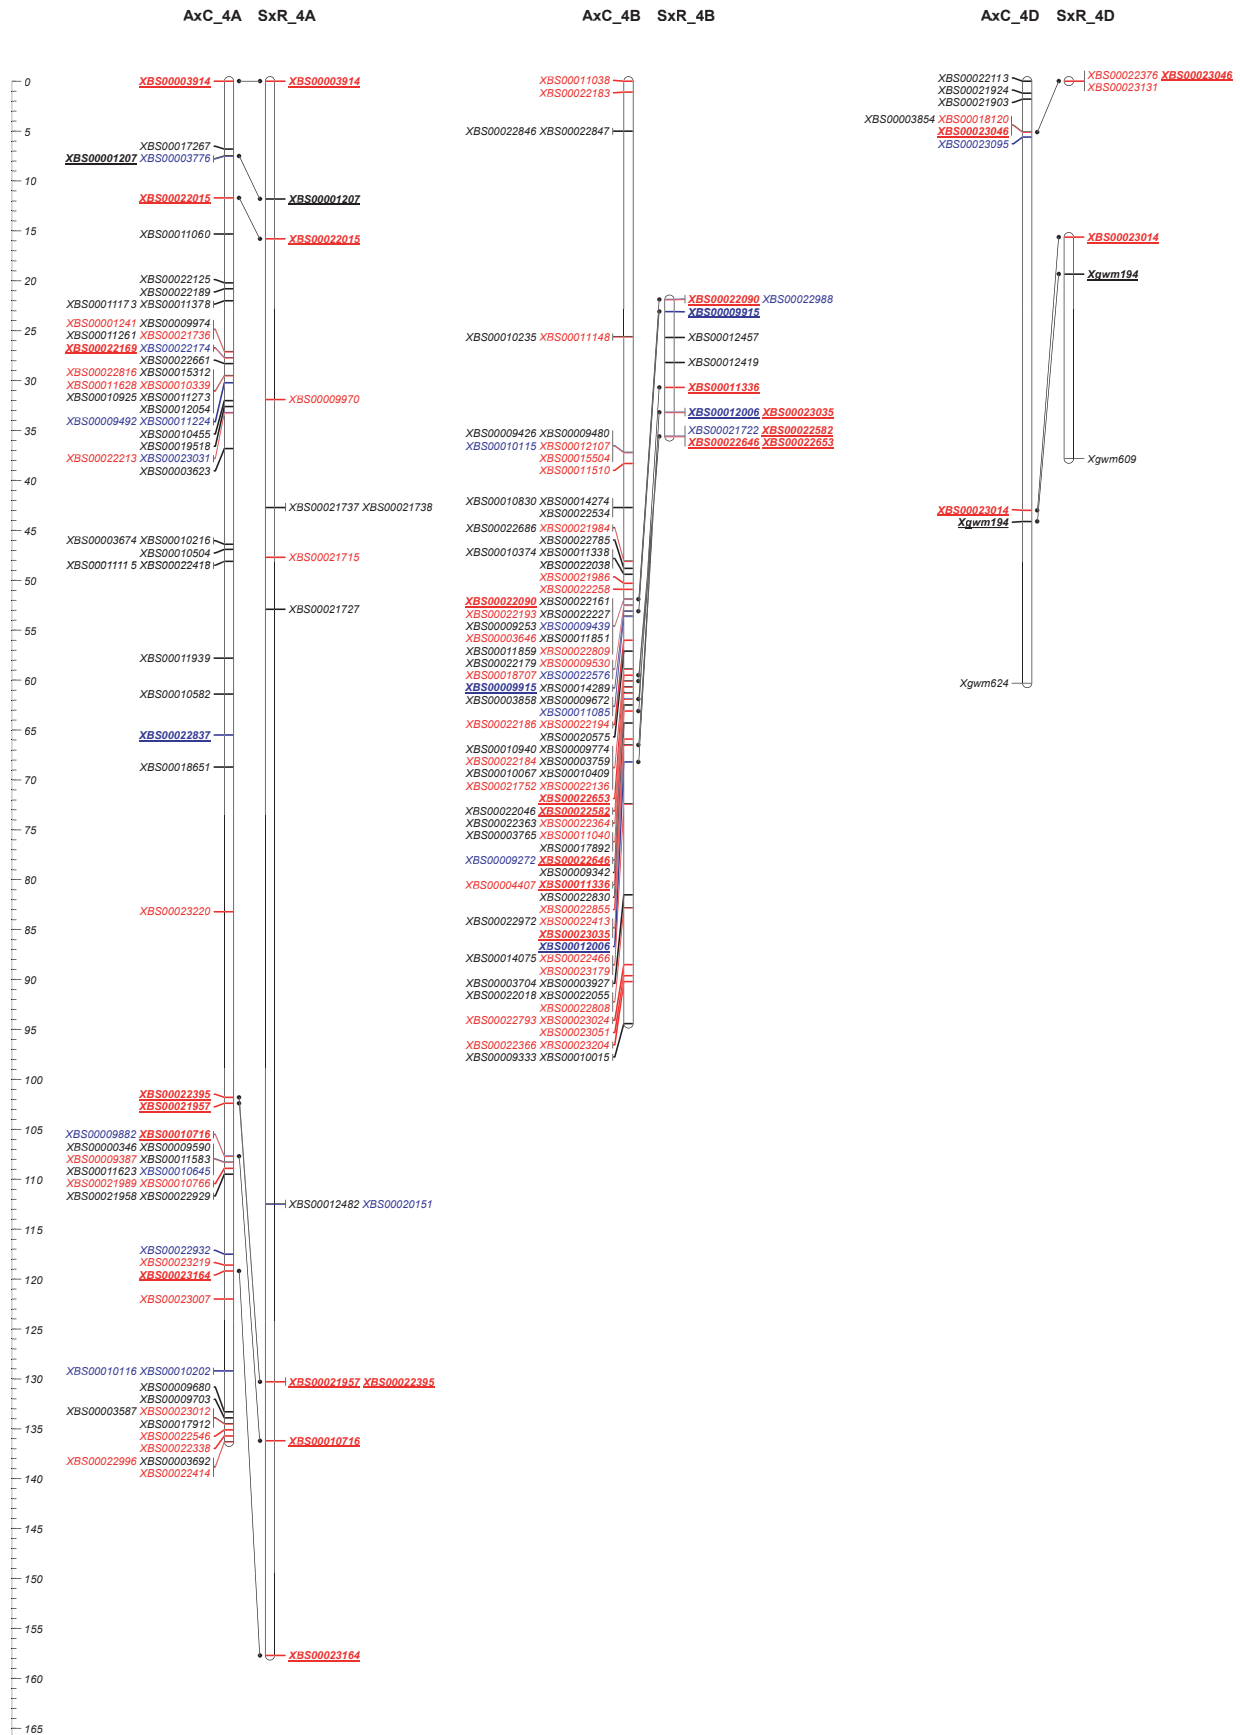 AxC_4A SxR_4A
AxC_4B SxR_4B
AxC_4D SxR_4D
0
5
10
15
20
25
30
35
40
45
50
55
60
65
70
75
80
85
90
95
100
105
110
115
120
125
130
135
140
145
150
155
160
165
XBS00003914
XBS00017267
XBS00001207 XBS00003776
XBS00022015
XBS00011060
XBS00022125
XBS00022189
XBS00011173 XBS00011378
XBS00001241 XBS00009974
XBS00011261 XBS00021736
XBS00022169 XBS00022174
XBS00022661
XBS00022816 XBS00015312
XBS00011628 XBS00010339
XBS00010925 XBS00011273
XBS00012054
XBS00009492 XBS00011224
XBS00010455
XBS00019518
XBS00022213 XBS00023031
XBS00003623
XBS00003674 XBS00010216
XBS00010504
XBS00011115 XBS00022418
XBS00011939
XBS00010582
XBS00022837
XBS00018651
XBS00023220
XBS00022395
XBS00021957
XBS00009882 XBS00010716
XBS00000346 XBS00009590
XBS00009387 XBS00011583
XBS00011623 XBS00010645
XBS00021989 XBS00010766
XBS00021958 XBS00022929
XBS00022932
XBS00023219
XBS00023164
XBS00023007
XBS00010116 XBS00010202
XBS00009680
XBS00009703
XBS00003587 XBS00023012
XBS00017912
XBS00022546
XBS00022338
XBS00022996 XBS00003692
XBS00022414
XBS00003914
XBS00001207
XBS00022015
XBS00009970
XBS00021737 XBS00021738
XBS00021715
XBS00021727
XBS00012482 XBS00020151
XBS00021957 XBS00022395
XBS00010716
XBS00023164
XBS00011038
XBS00022183
XBS00022846 XBS00022847
XBS00010235 XBS00011148
XBS00009426 XBS00009480
XBS00010115 XBS00012107
XBS00015504
XBS00011510
XBS00010830 XBS00014274
XBS00022534
XBS00022686 XBS00021984
XBS00022785
XBS00010374 XBS00011338
XBS00022038
XBS00021986
XBS00022258
XBS00022090 XBS00022161
XBS00022193 XBS00022227
XBS00009253 XBS00009439
XBS00003646 XBS00011851
XBS00011859 XBS00022809
XBS00022179 XBS00009530
XBS00018707 XBS00022576
XBS00009915 XBS00014289
XBS00003858 XBS00009672
XBS00011085
XBS00022186 XBS00022194
XBS00020575
XBS00010940 XBS00009774
XBS00022184 XBS00003759
XBS00010067 XBS00010409
XBS00021752 XBS00022136
XBS00022653
XBS00022046 XBS00022582
XBS00022363 XBS00022364
XBS00003765 XBS00011040
XBS00017892
XBS00009272 XBS00022646
XBS00009342
XBS00004407 XBS00011336
XBS00022830
XBS00022855
XBS00022972 XBS00022413
XBS00023035
XBS00012006
XBS00014075 XBS00022466
XBS00023179
XBS00003704 XBS00003927
XBS00022018 XBS00022055
XBS00022808
XBS00022793 XBS00023024
XBS00023051
XBS00022366 XBS00023204
XBS00009333 XBS00010015
XBS00022090 XBS00022988
XBS00009915
XBS00012457
XBS00012419
XBS00011336
XBS00012006 XBS00023035
XBS00021722 XBS00022582
XBS00022646 XBS00022653
XBS00022113
XBS00021924
XBS00021903
XBS00003854 XBS00018120
XBS00023046
XBS00023095
XBS00023014
Xgwm194
Xgwm624
XBS00022376 XBS00023046
XBS00023131
XBS00023014
Xgwm194
Xgwm609